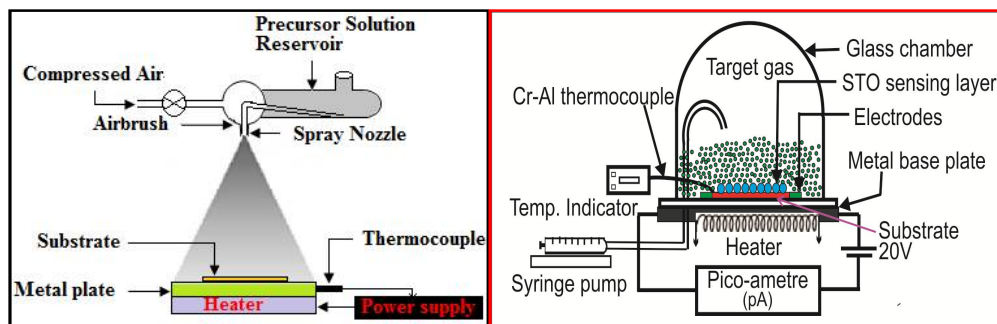 Precursor Solution
Reservoir
Compressed Air
Airbrush
Spray Nozzle
Substrate
Thermocouple
Metal plate
Heater
Power supply
Glass chamber
Target gas
STO sensing layer
Cr-Al thermocouple
Electrodes
Metal base plate
Temp. Indicator
Substrate
Heater
20V
Syringe pump
Pico-ametre
(pA)